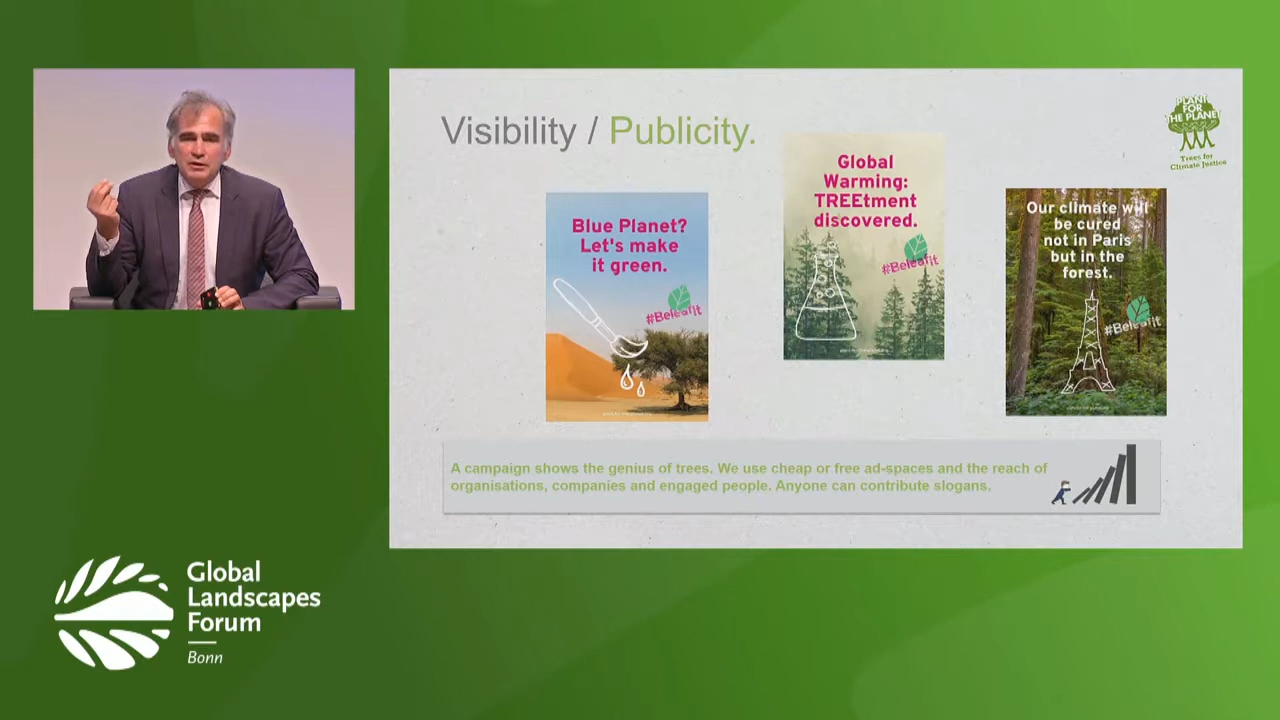 Visibility / Publicity.
PLANT
FOR
THE PLANET
Trees for
Climate Justice
Blue Planet?
Let's make
it green.
#Beleafit
Global
Warming:
TREEtment
discovered.
#Beleafit
Our climate will
be cured
not in Paris
but in the
forest.
#Beleafit
A campaign shows the genius of trees. We use cheap or free ad-spaces and the reach of
organisations, companies and engaged people. Anyone can contribute slogans.
Global
Landscapes
Forum
Bonn